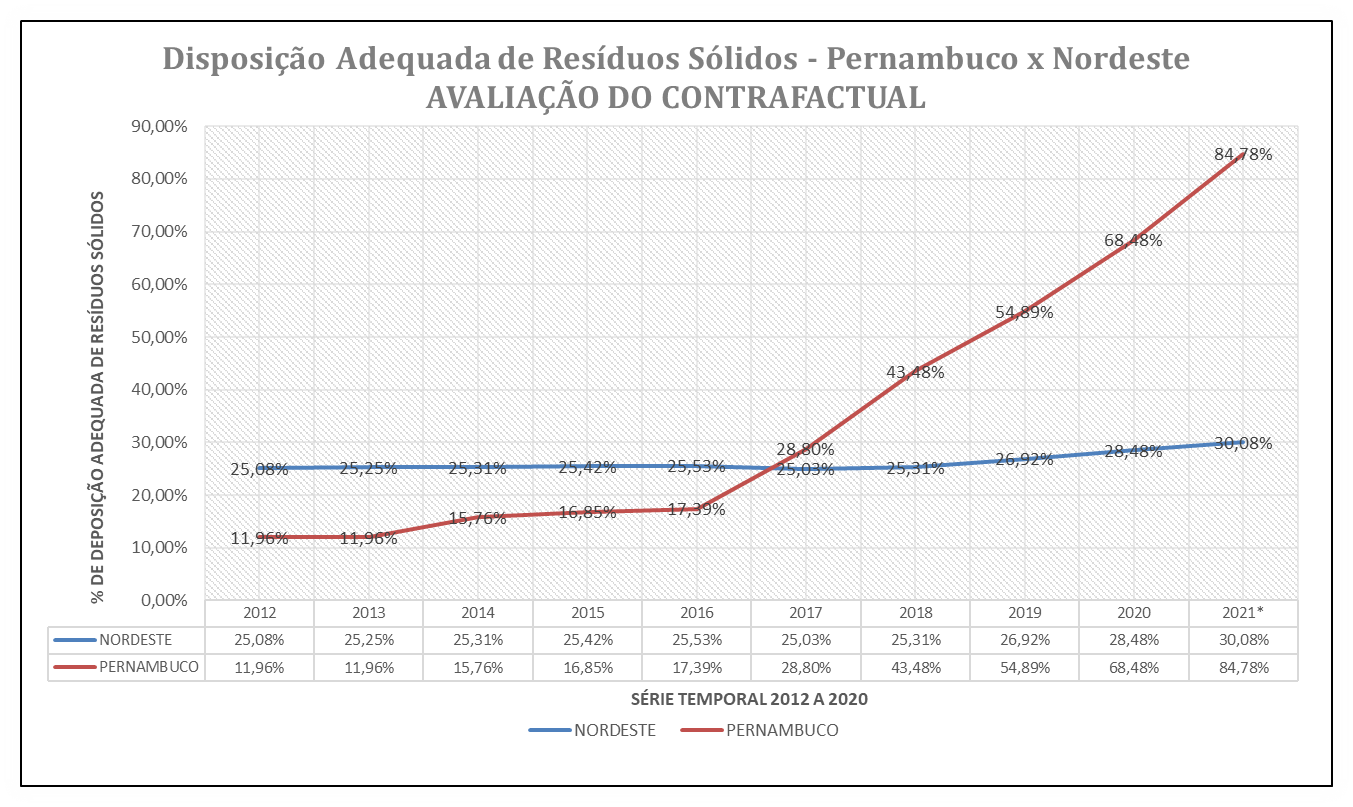 Disposição Adequada de Resíduos Sólidos - Pernambuco x Nordeste
AVALIAÇÃO DO CONTRAFACTUAL
% DE DEPOSIÇÃO ADEQUADA DE RESÍDUOS SÓLIDOS
90,00%
80,00%
70,00%
60,00%
50,00%
40,00%
30,00%
20,00%
10,00%
0,00%
84,78%
68,48%
54,89%
43,48%
28,80%
25,08% 25,25% 25,31% 25,42% 25,53% 25,03% 25,31% 26,92% 28,48% 30,08%
11,96% 11,96% 15,76% 16,85% 17,39%
2012 2013 2014 2015 2016 2017 2018 2019 2020 2021*
NORDESTE 25,08% 25,25% 25,31% 25,42% 25,53% 25,03% 25,31% 26,92% 28,48% 30,08%
PERNAMBUCO 11,96% 11,96% 15,76% 16,85% 17,39% 28,80% 43,48% 54,89% 68,48% 84,78%
SÉRIE TEMPORAL 2012 A 2020
NORDESTE PERNAMBUCO